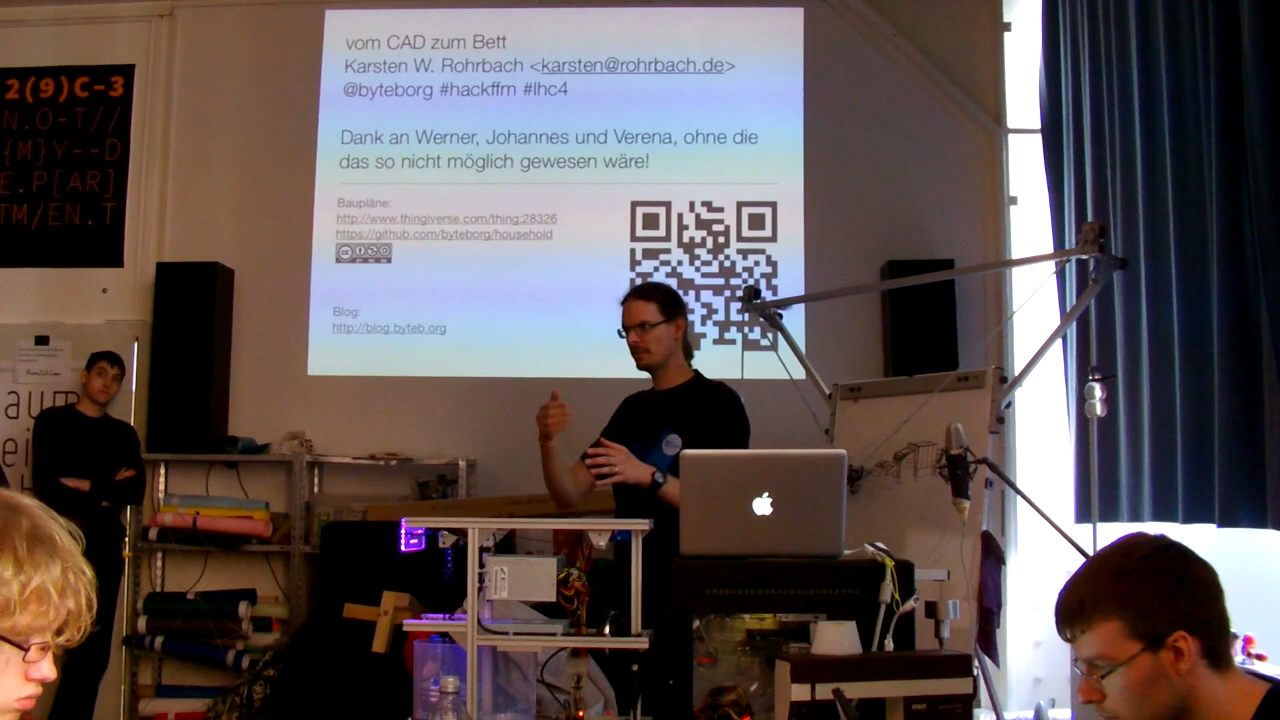 vom CAD zum Bett
Karsten W. Rohrbach <karsten@rohrbach.de>
@byteborg #hackffm #lhc4
Dank an Werner, Johannes und Verena, ohne die
das so nicht möglich gewesen wäre!
Baupläne:
http://www.thingiverse.com/thing:28326
https://github.com/byteborg/household
Blog:
http://blog.byteb.org
2(9)C-3
N.O-T//
{M}Y--D
E.P[AR]
TM/EN.T
aum
ei